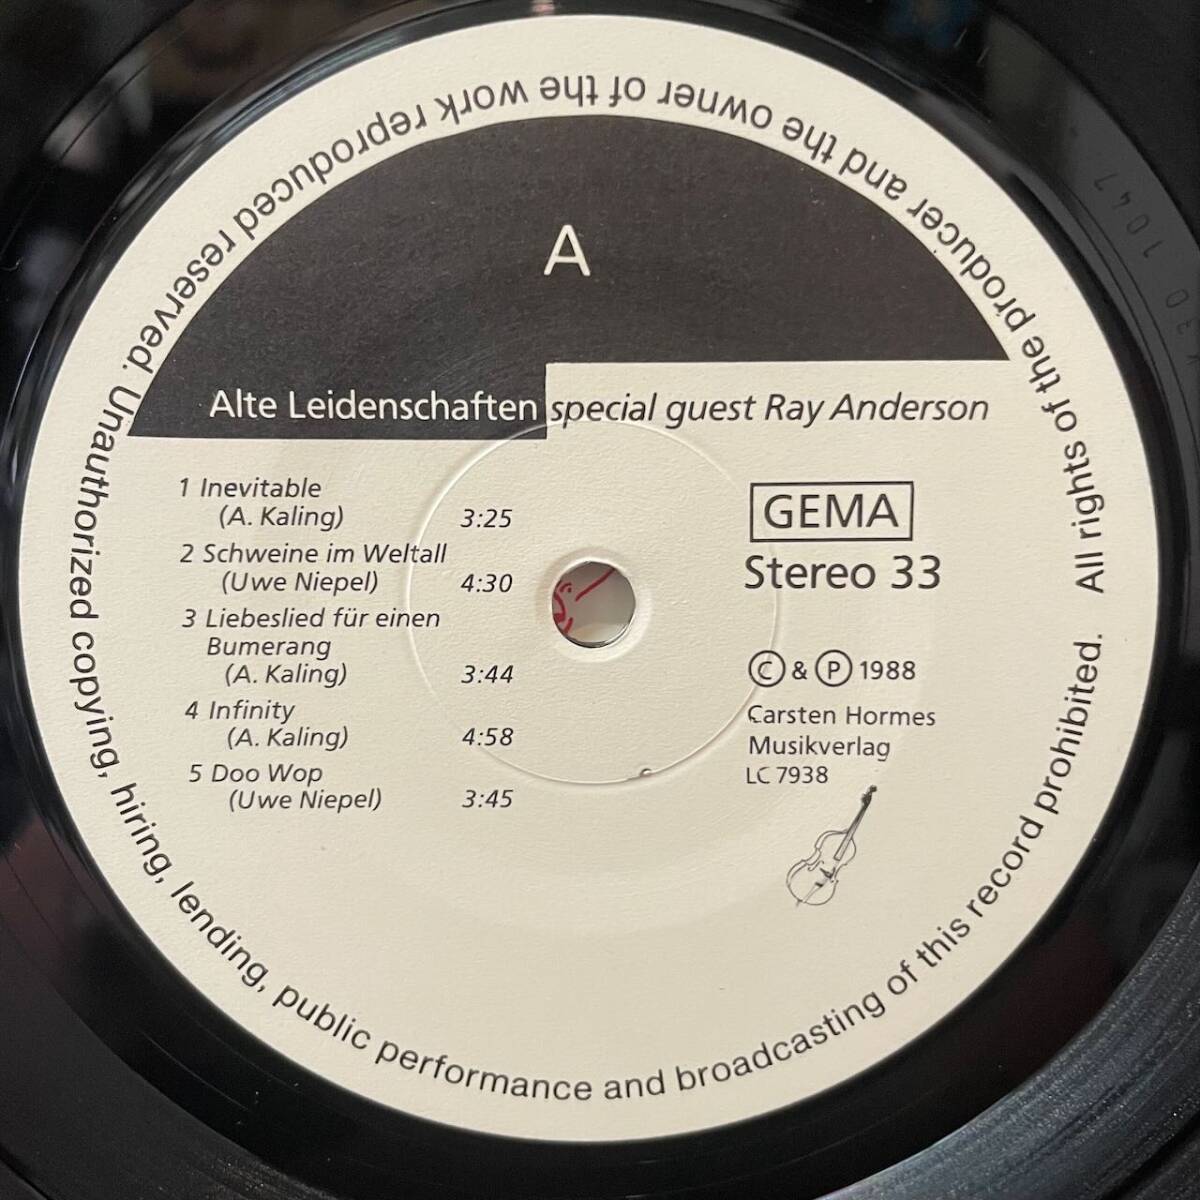 A
Alte Leidenschaften special guest Ray Anderson
1 Inevitable
(A. Kaling) 3:25
2 Schweine im Weltall
(Uwe Niepel) 4:30
3 Liebeslied für einen
Bumerang
(A. Kaling) 3:44
4 Infinity
(A. Kaling) 4:58
5 Doo Wop
(Uwe Niepel) 3:45
GEMA
Stereo 33
Ⓒ & Ⓟ 1988
Carsten Hormes
Musikverlag
LC 7938
All rights of the producer and the owner of the work reproduced reserved. Unauthorized copying, hiring, lending, public performance and broadcasting of this record prohibited.